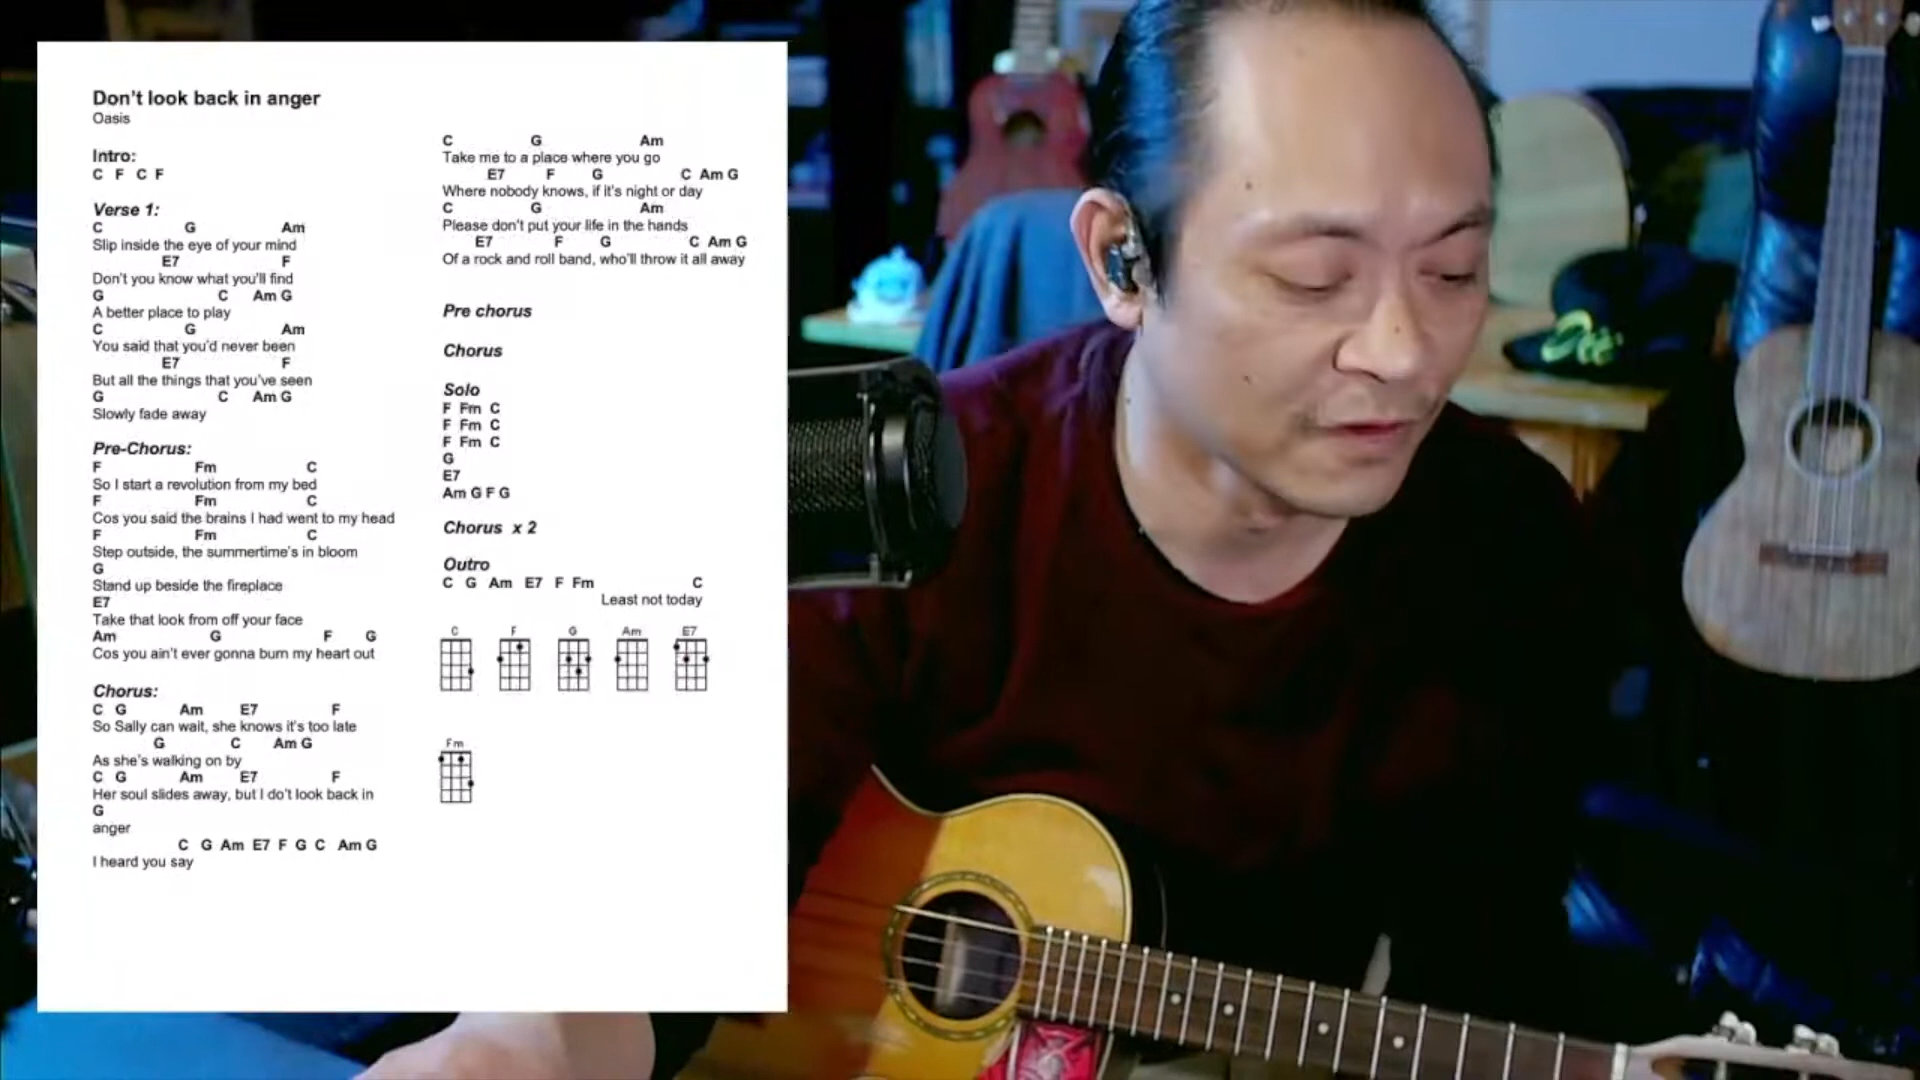 Don't look back in anger
Oasis
Intro:
C F C F
Verse 1:
C G Am
Slip inside the eye of your mind
E7 F
Don't you know what you'll find
G C Am G
A better place to play
C G Am
You said that you'd never been
E7 F
But all the things that you've seen
G C Am G
Slowly fade away
Pre-Chorus:
F Fm C
So I start a revolution from my bed
F Fm C
Cos you said the brains I had went to my head
F Fm C
Step outside, the summertime's in bloom
G
Stand up beside the fireplace
E7
Take that look from off your face
Am G F G
Cos you ain't ever gonna burn my heart out
Chorus:
C G Am E7 F
So Sally can wait, she knows it's too late
G C Am G
As she's walking on by
C G Am E7 F
Her soul slides away, but I do't look back in
G
anger
C G Am E7 F G C Am G
I heard you say
C G Am
Take me to a place where you go
E7 F G C Am G
Where nobody knows, if it's night or day
C G Am
Please don't put your life in the hands
E7 F G C Am G
Of a rock and roll band, who'll throw it all away
Pre chorus
Chorus
Solo
F Fm C
F Fm C
F Fm C
G
E7
Am G F G
Chorus x 2
Outro
C G Am E7 F Fm C
Least not today
C F G Am E7
Fm